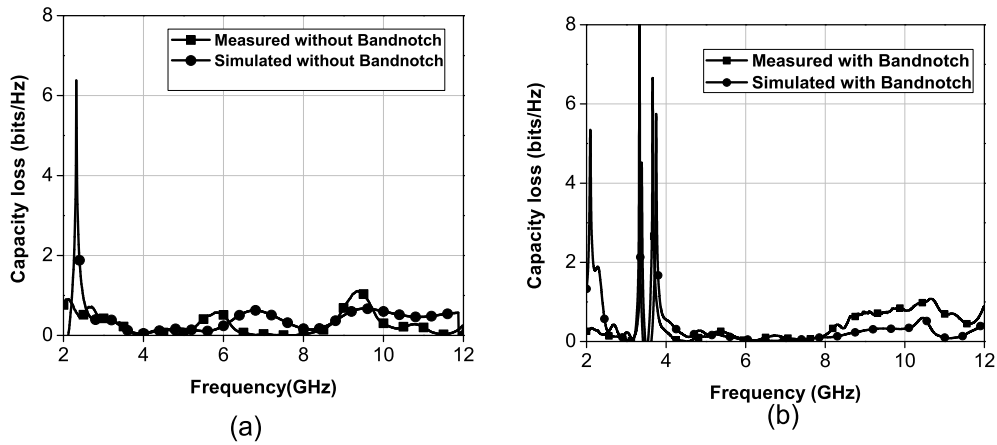 8
6
4
2
0
Capacity loss (bits/Hz)
Measured without Bandnotch
Simulated without Bandnotch
2 4 6 8 10 12
Frequency(GHz)
(a)
8
6
4
2
0
Capacity loss (bits/Hz)
Measured with Bandnotch
Simulated with Bandnotch
2 4 6 8 10 12
Frequency (GHz)
(b)